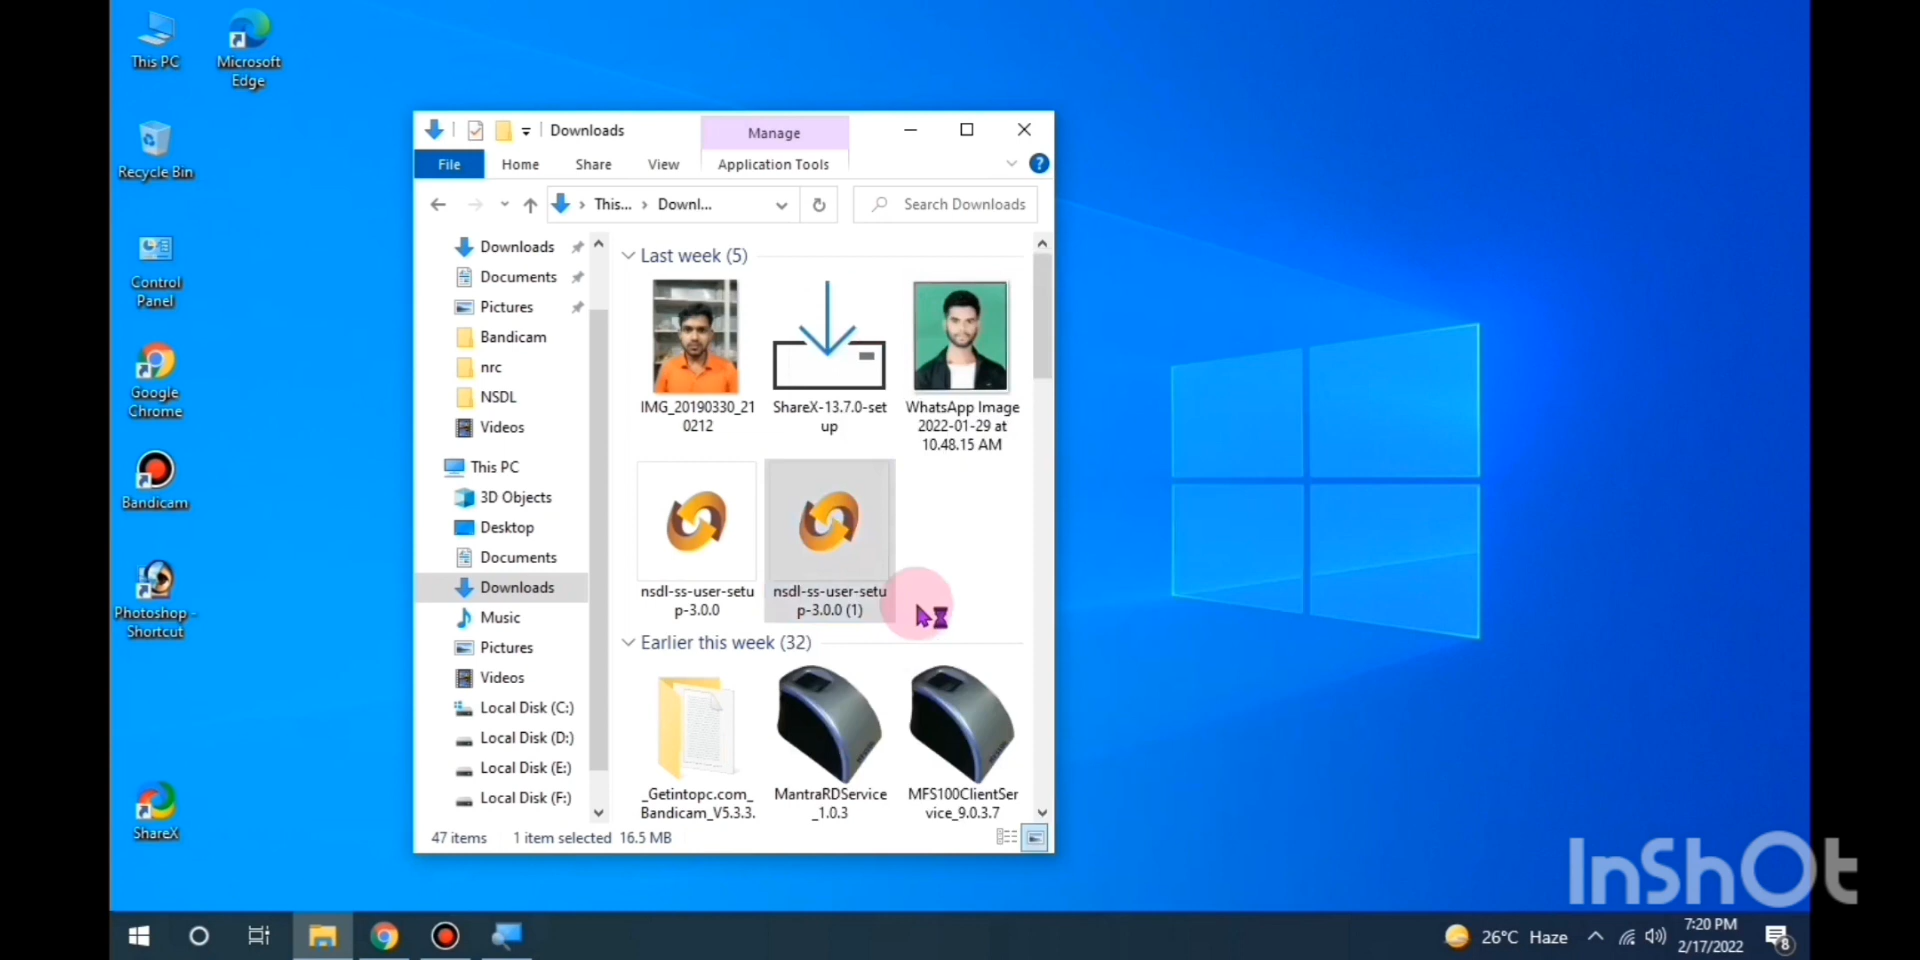 This PC
Microsoft
Edge
Recycle Bin
Control
Panel
Google
Chrome
Bandicam
Photoshop -
Shortcut
ShareX
Downloads
Manage
File
Home
Share
View
Application Tools
This...
Downl...
Search Downloads
Downloads
Documents
Pictures
Bandicam
nrc
NSDL
Videos
This PC
3D Objects
Desktop
Documents
Downloads
Music
Pictures
Videos
Local Disk (C:)
Local Disk (D:)
Local Disk (E:)
Local Disk (F:)
Last week (5)
IMG_20190330_21
0212
ShareX-13.7.0-set
up
WhatsApp Image
2022-01-29 at
10.48.15 AM
nsdl-ss-user-setu
p-3.0.0
nsdl-ss-user-setu
p-3.0.0 (1)
Earlier this week (32)
_Getintopc.com_
Bandicam_V5.3.3.
MantraRDService
_1.0.3
MFS100ClientSer
vice_9.0.3.7
47 items
1 item selected 16.5 MB
InShOt
26°C Haze
7:20 PM
2/17/2022
8